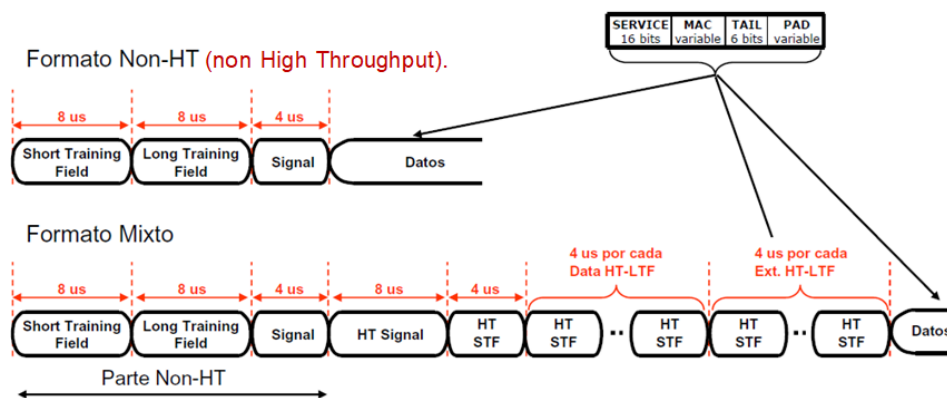 SERVICE MAC TAIL PAD
16 bits variable 6 bits variable
Formato Non-HT (non High Throughput).
8 us 8 us 4 us
Short Training Field
Long Training Field
Signal
Datos
Formato Mixto
4 us por cada
Data HT-LTF
4 us por cada
Ext. HT-LTF
8 us 8 us 4 us 8 us 4 us
Short Training Field
Long Training Field
Signal
HT Signal
HT STF
HT STF
..
HT STF
HT STF
..
HT STF
Datos
Parte Non-HT